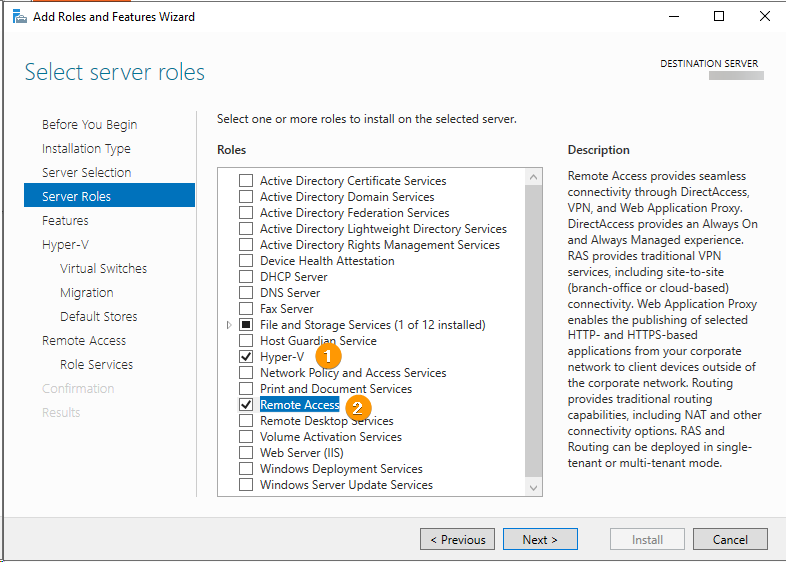 Add Roles and Features Wizard
Select server roles
DESTINATION SERVER
Before You Begin
Installation Type
Server Selection
Server Roles
Features
Hyper-V
Virtual Switches
Migration
Default Stores
Remote Access
Role Services
Confirmation
Results
Select one or more roles to install on the selected server.
Roles
Active Directory Certificate Services
Active Directory Domain Services
Active Directory Federation Services
Active Directory Lightweight Directory Services
Active Directory Rights Management Services
Device Health Attestation
DHCP Server
DNS Server
Fax Server
File and Storage Services (1 of 12 installed)
Host Guardian Service
Hyper-V 1
Network Policy and Access Services
Print and Document Services
Remote Access 2
Remote Desktop Services
Volume Activation Services
Web Server (IIS)
Windows Deployment Services
Windows Server Update Services
Description
Remote Access provides seamless
connectivity through DirectAccess,
VPN, and Web Application Proxy.
DirectAccess provides an Always On
and Always Managed experience.
RAS provides traditional VPN
services, including site-to-site
(branch-office or cloud-based)
connectivity. Web Application Proxy
enables the publishing of selected
HTTP- and HTTPS-based
applications from your corporate
network to client devices outside of
the corporate network. Routing
provides traditional routing
capabilities, including NAT and other
connectivity options. RAS and
Routing can be deployed in single-
tenant or multi-tenant mode.
< Previous
Next >
Install
Cancel